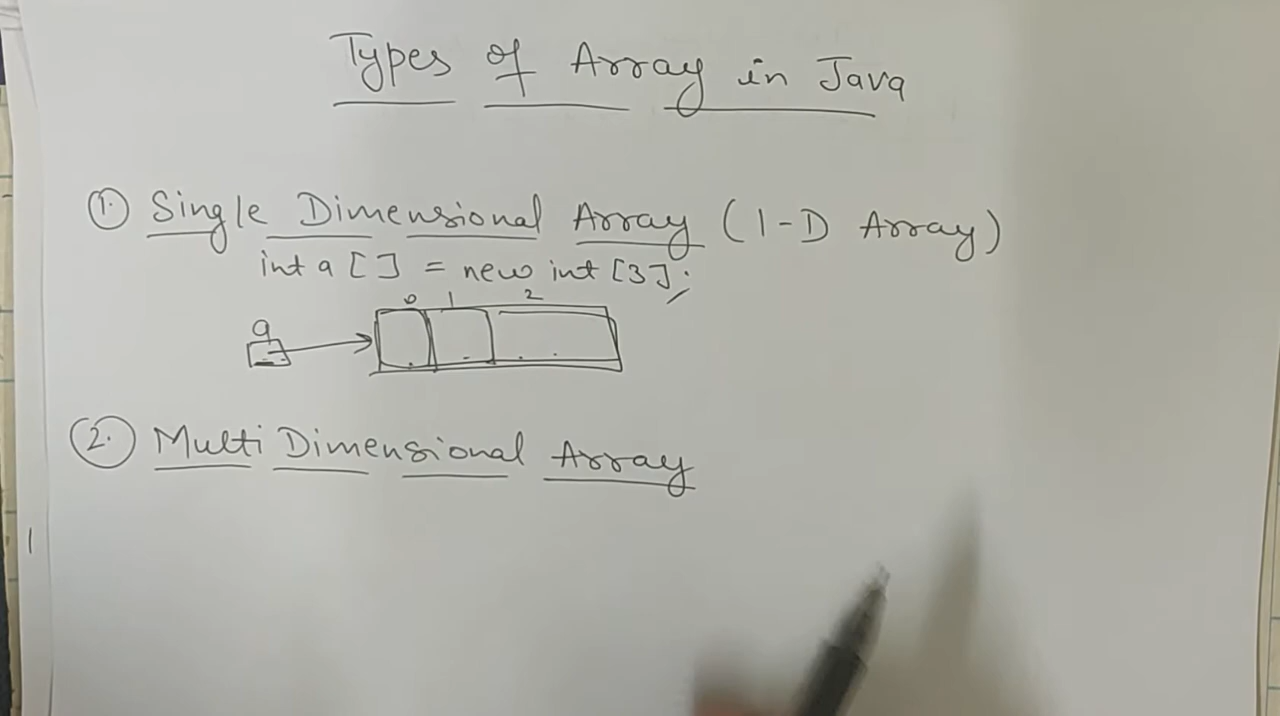 Types of Array in Java
1. Single Dimensional Array (1-D Array)
int a [] = new int [3];
0 1 2
a
2. Multi Dimensional Array